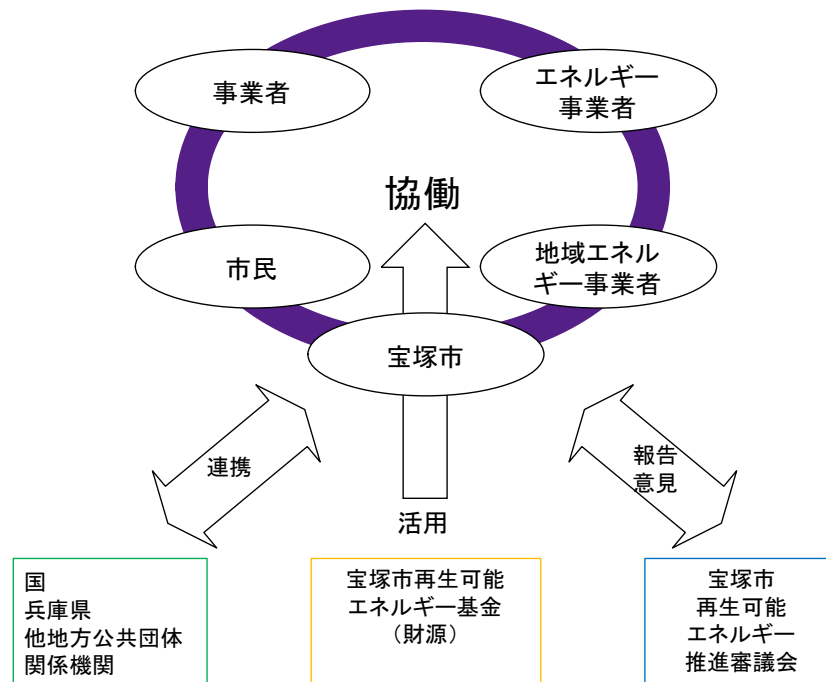 事業者
エネルギー
事業者
協働
市民
地域エネル
ギー事業者
宝塚市
連携
報告
意見
活用
国
兵庫県
他地方公共団体
関係機関
宝塚市再生可能
エネルギー基金
（財源）
宝塚市
再生可能
エネルギー
推進審議会